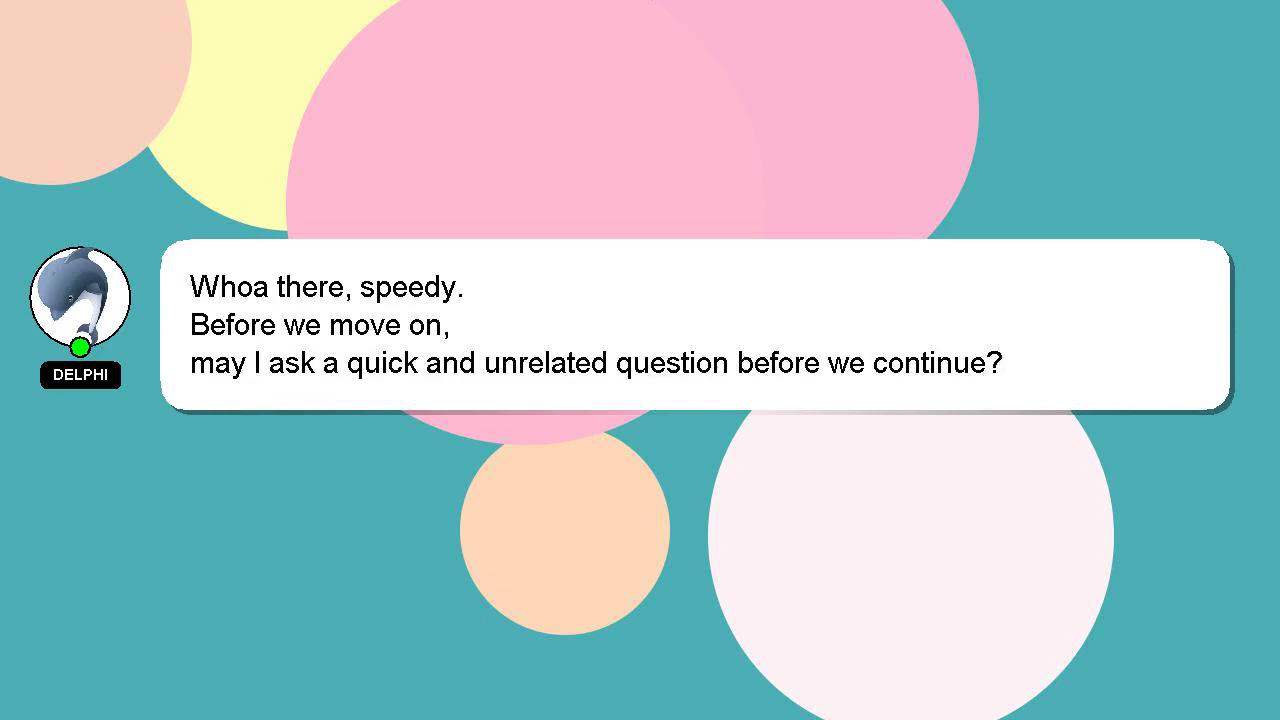 Whoa there, speedy.
Before we move on,
may I ask a quick and unrelated question before we continue?
DELPHI